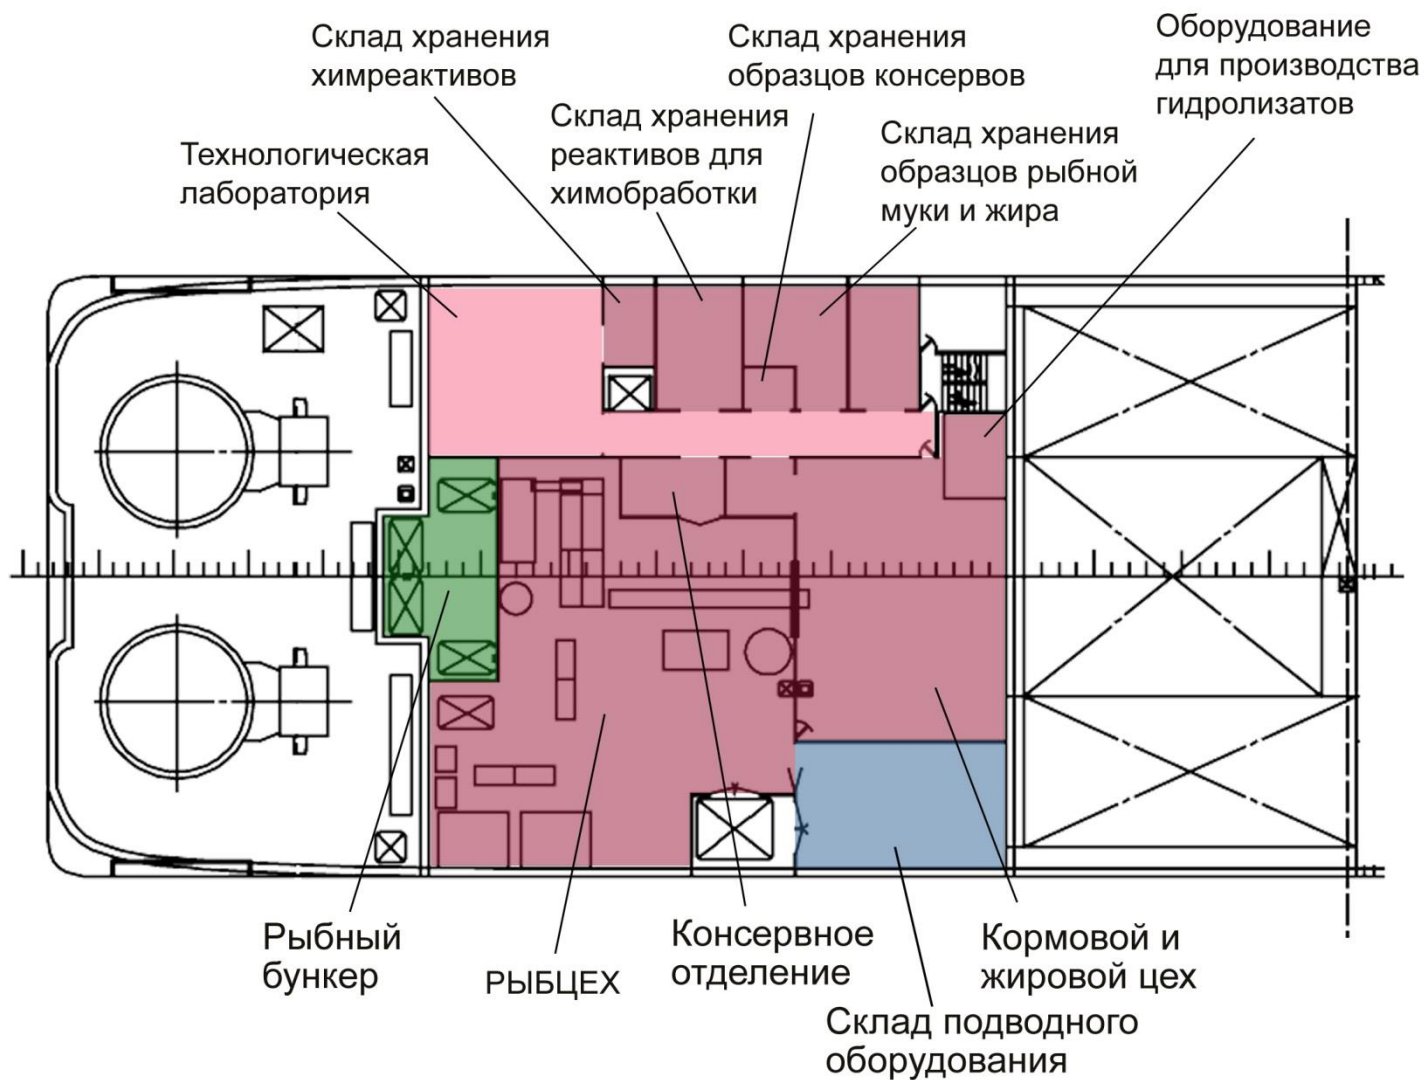 Склад хранения
химреактивов
Склад хранения
образцов консервов
Оборудование
для производства
гидролизатов
Склад хранения
реактивов для
химобработки
Склад хранения
образцов рыбной
муки и жира
Технологическая
лаборатория
Рыбный
бункер
РЫБЦЕХ
Консервное
отделение
Кормовой и
жировой цех
Склад подводного
оборудования